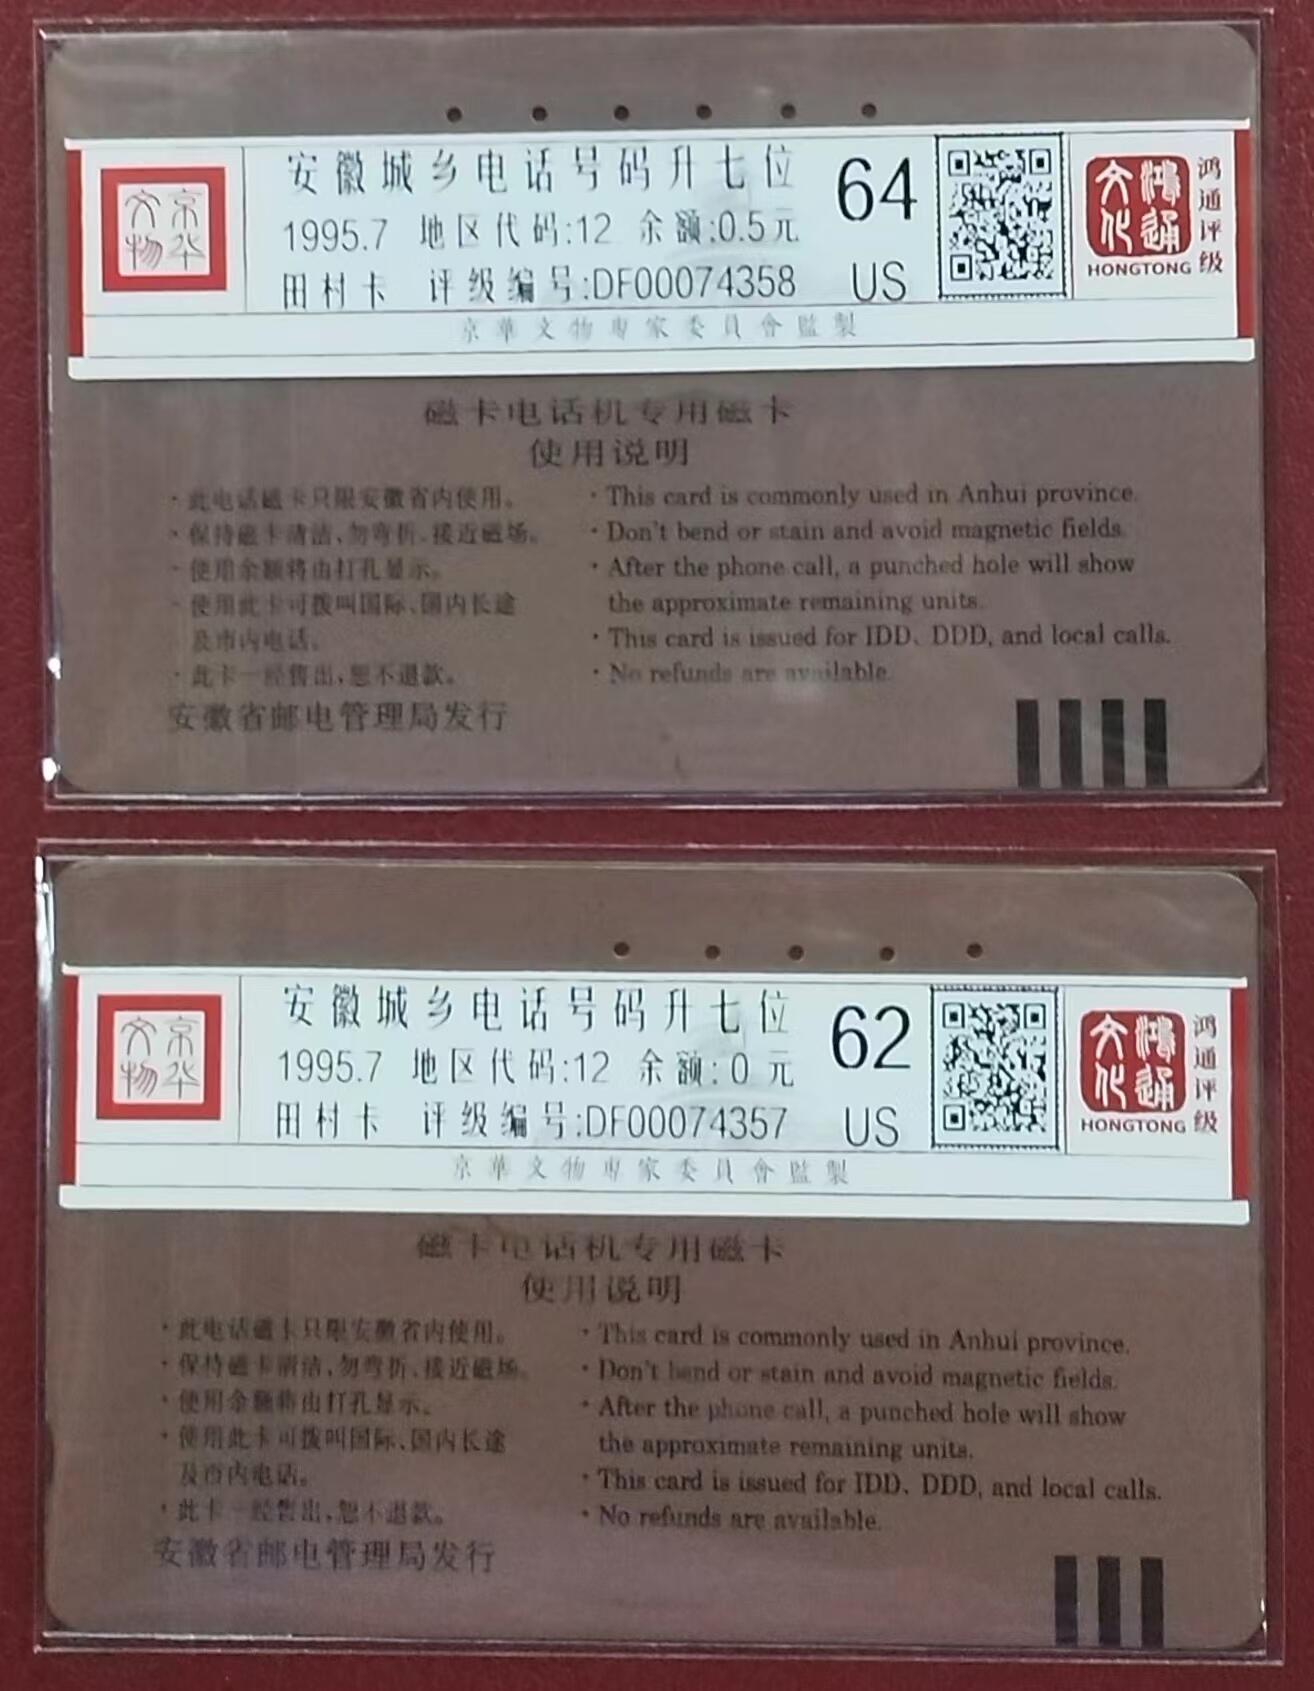 京华
文物
安徽城乡电话号码升七位
1995.7 地区代码:12 余额:0.5元
田村卡 评级编号:DF00074358
64
US
鸿通
文化
HONGTONG
鸿通评级
京華文物專家委員會監製
磁卡电话机专用磁卡
使用说明
·此电话磁卡只限安徽省内使用。
·保持磁卡清洁,勿弯折、接近磁场。
·使用余额将由打孔显示。
·使用此卡可拨叫国际、国内长途
及市内电话。
·此卡一经售出,恕不退款。
安徽省邮电管理局发行
·This card is commonly used in Anhui province.
·Don't bend or stain and avoid magnetic fields.
·After the phone call, a punched hole will show
the approximate remaining units.
·This card is issued for IDD、DDD, and local calls.
·No refunds are available.
京华
文物
安徽城乡电话号码升七位
1995.7 地区代码:12 余额: 0 元
田村卡 评级编号:DF00074357
62
US
鸿通
文化
HONGTONG
鸿通评级
京華文物專家委員會監製
磁卡电话机专用磁卡
使用说明
·此电话磁卡只限安徽省内使用。
·保持磁卡清洁,勿弯折、接近磁场。
·使用余额将由打孔显示。
·使用此卡可拨叫国际、国内长途
及市内电话。
·此卡一经售出,恕不退款。
安徽省邮电管理局发行
·This card is commonly used in Anhui province.
·Don't bend or stain and avoid magnetic fields.
·After the phone call, a punched hole will show
the approximate remaining units.
·This card is issued for IDD、DDD, and local calls.
·No refunds are available.